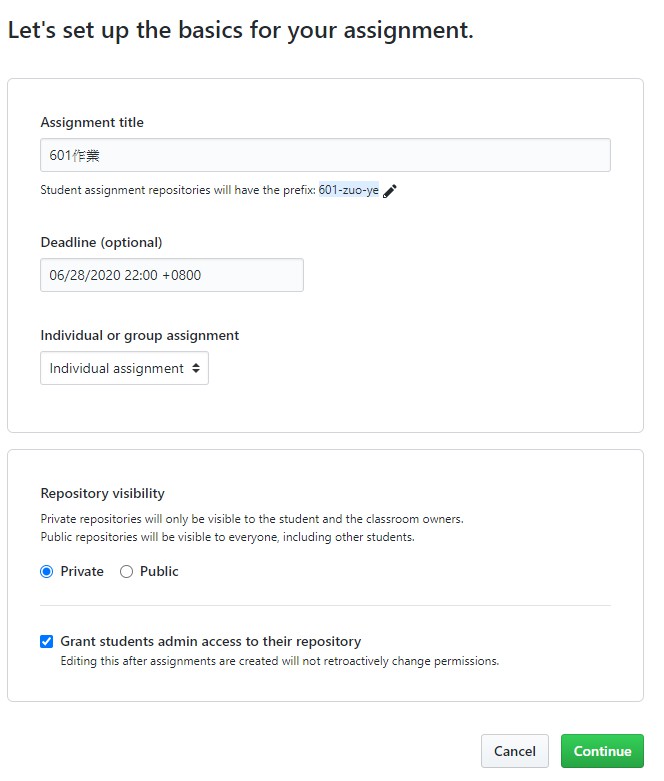 Let's set up the basics for your assignment.
Assignment title
601作業
Student assignment repositories will have the prefix: 601-zuo-ye
Deadline (optional)
06/28/2020 22:00 +0800
Individual or group assignment
Individual assignment
Repository visibility
Private repositories will only be visible to the student and the classroom owners.
Public repositories will be visible to everyone, including other students.
Private Public
Grant students admin access to their repository
Editing this after assignments are created will not retroactively change permissions.
Cancel Continue